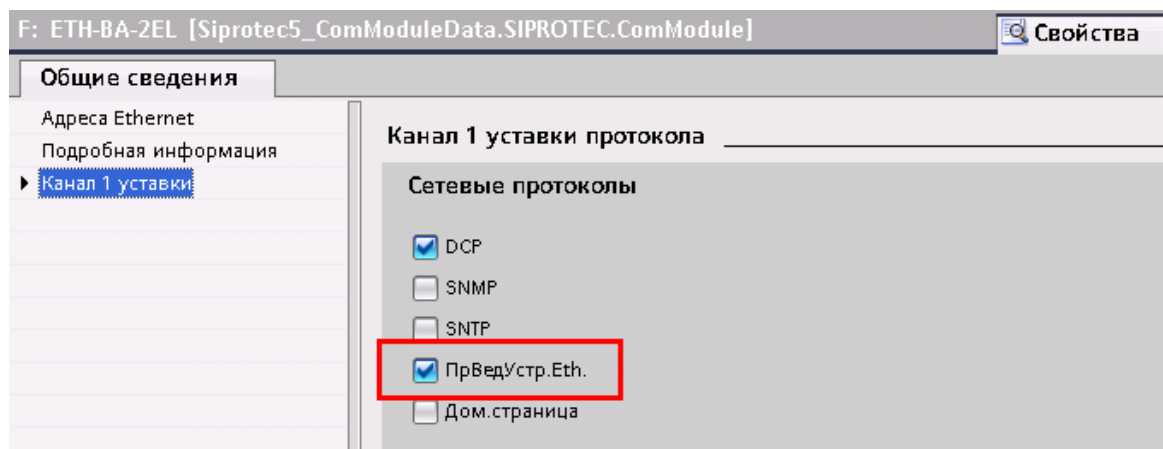 F: ETH-BA-2EL [Siprotec5_ComModuleData.SIPROTEC.ComModule]
Свойства
Общие сведения
Адреса Ethernet
Подробная информация
Канал 1 уставки
Канал 1 уставки протокола
Сетевые протоколы
DCP
SNMP
SNTP
ПрВедУстр.Eth.
Дом.страница